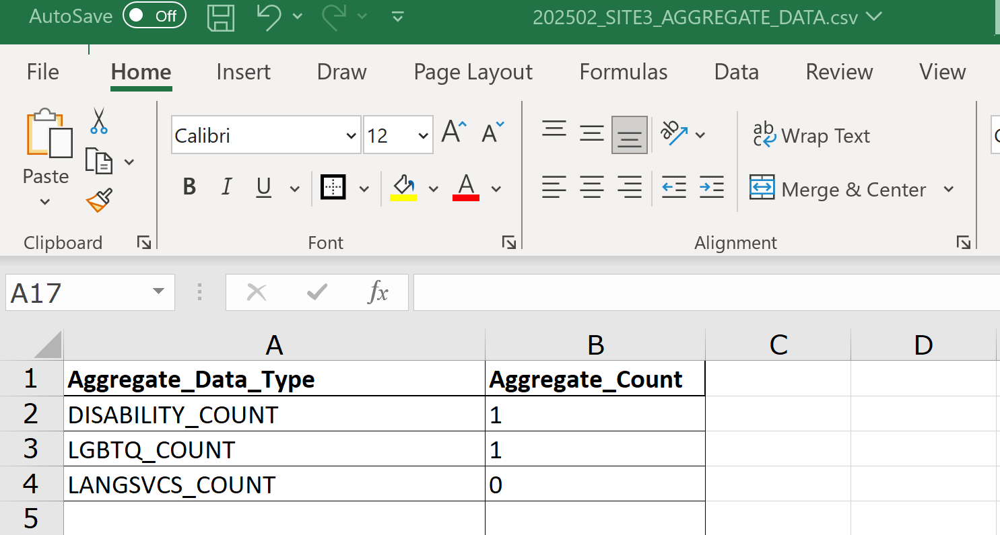 AutoSave Off 202502_SITE3_AGGREGATE_DATA.csv
File Home Insert Draw Page Layout Formulas Data Review View
Calibri 12 A A ab Wrap Text
Paste
B I U A Merge & Center
Clipboard Font Alignment
A17 fx
A B C D
1 Aggregate_Data_Type Aggregate_Count
2 DISABILITY_COUNT 1
3 LGBTQ_COUNT 1
4 LANGSVCS_COUNT 0
5